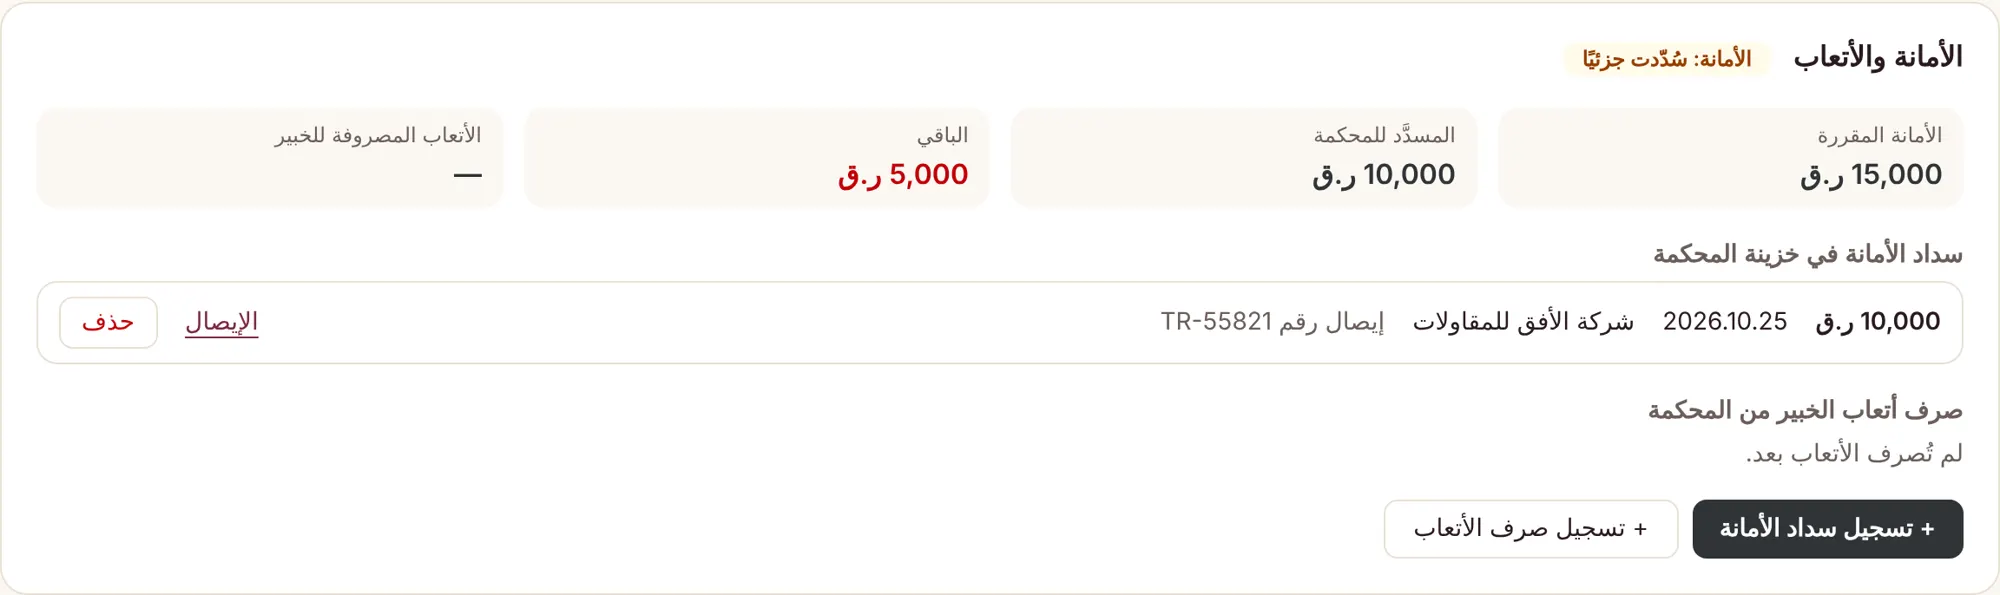 الأمانة والأتعاب
الأمانة: سُدّدت جزئيًا
الأمانة المقررة
15,000 ر.ق
المسدَّد للمحكمة
10,000 ر.ق
الباقي
5,000 ر.ق
الأتعاب المصروفة للخبير
—
سداد الأمانة في خزينة المحكمة
10,000 ر.ق 2026.10.25 شركة الأفق للمقاولات إيصال رقم TR-55821 الإيصال حذف
صرف أتعاب الخبير من المحكمة
لم تُصرف الأتعاب بعد.
+ تسجيل سداد الأمانة
+ تسجيل صرف الأتعاب